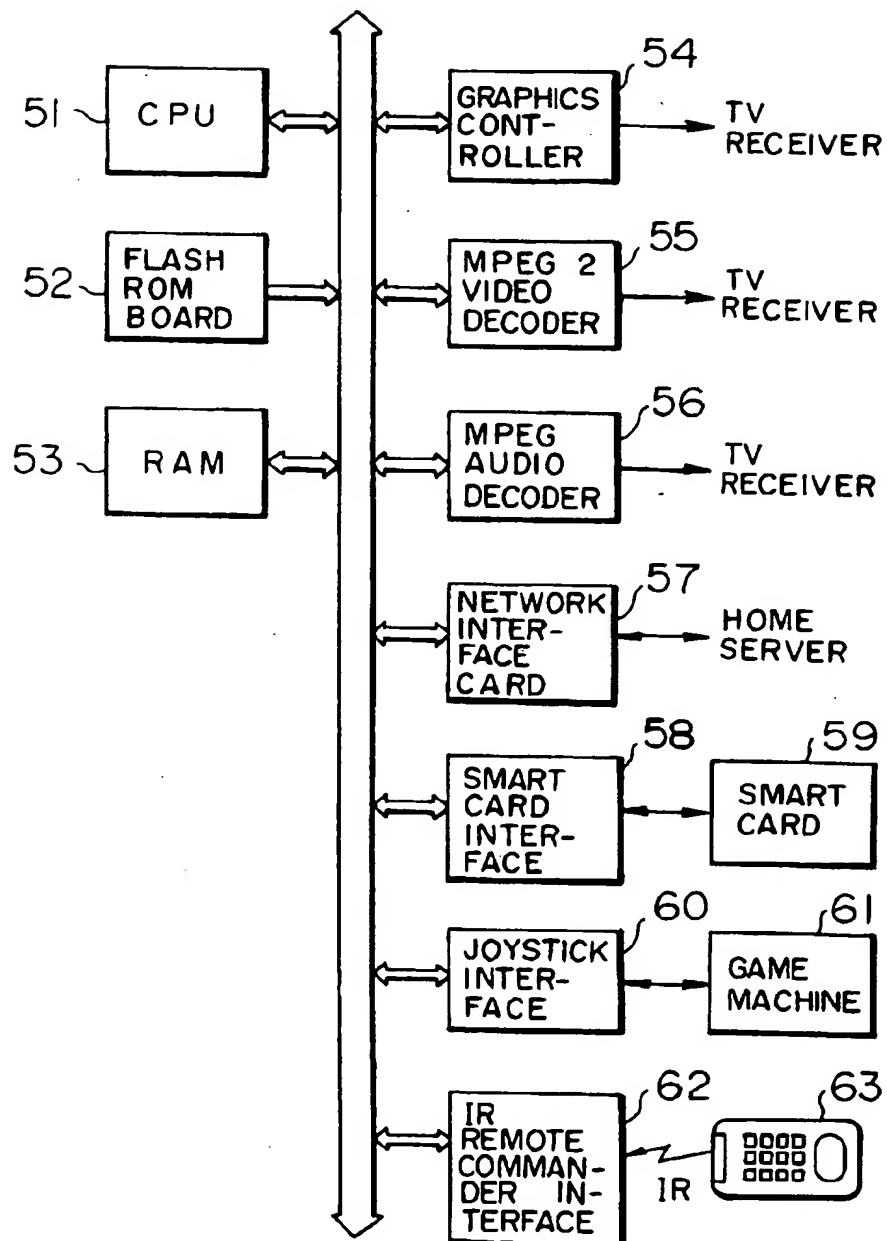 54
51
CPU
GRAPHICS
CONT-
ROLLER
TV
RECEIVER
52
FLASH
ROM
BOARD
55
MPEG 2
VIDEO
DECODER
TV
RECEIVER
53
RAM
56
MPEG
AUDIO
DECODER
TV
RECEIVER
57
NETWORK
INTER-
FACE
CARD
HOME
SERVER
58
SMART
CARD
INTER-
FACE
59
SMART
CARD
60
JOYSTICK
INTER-
FACE
61
GAME
MACHINE
62
IR
REMOTE
COMMAN-
DER IN-
TERFACE
IR
63